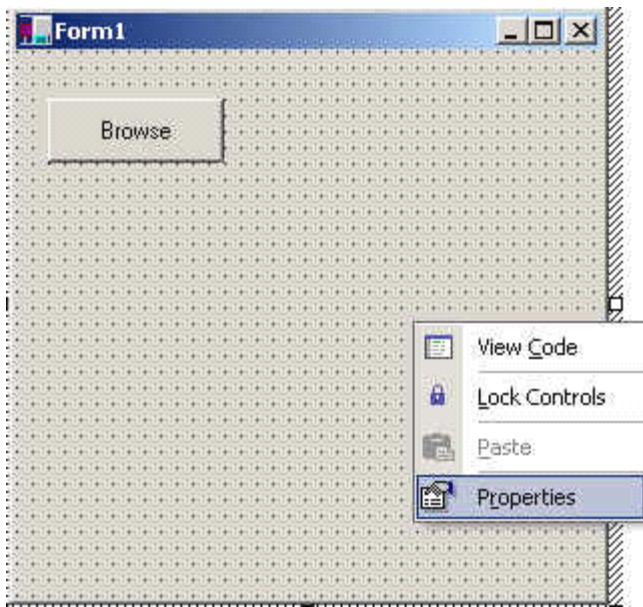 Form1
Browse
View Code
Lock Controls
Paste
Properties